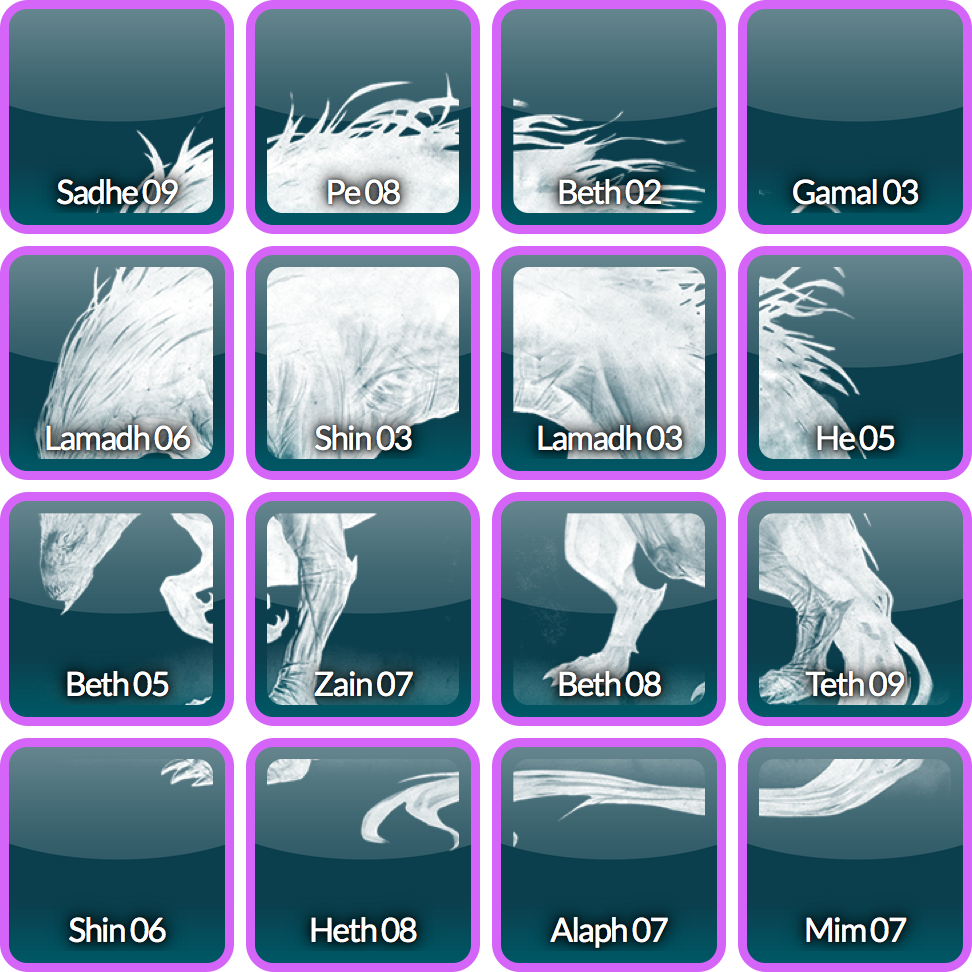 Sadhe 09
Pe 08
Beth 02
Gamal 03
Lamadh 06
Shin 03
Lamadh 03
He 05
Beth 05
Zain 07
Beth 08
Teth 09
Shin 06
Heth 08
Alaph 07
Mim 07